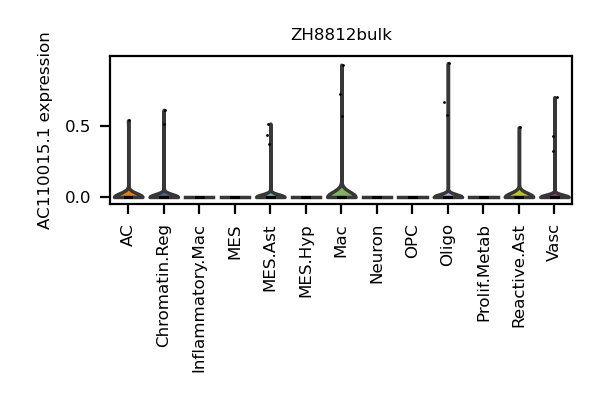 ZH8812bulk
AC110015.1 expression
0.5
0.0
AC
Chromatin.Reg
Inflammatory.Mac
MES
MES.Ast
MES.Hyp
Mac
Neuron
OPC
Oligo
Prolif.Metab
Reactive.Ast
Vasc